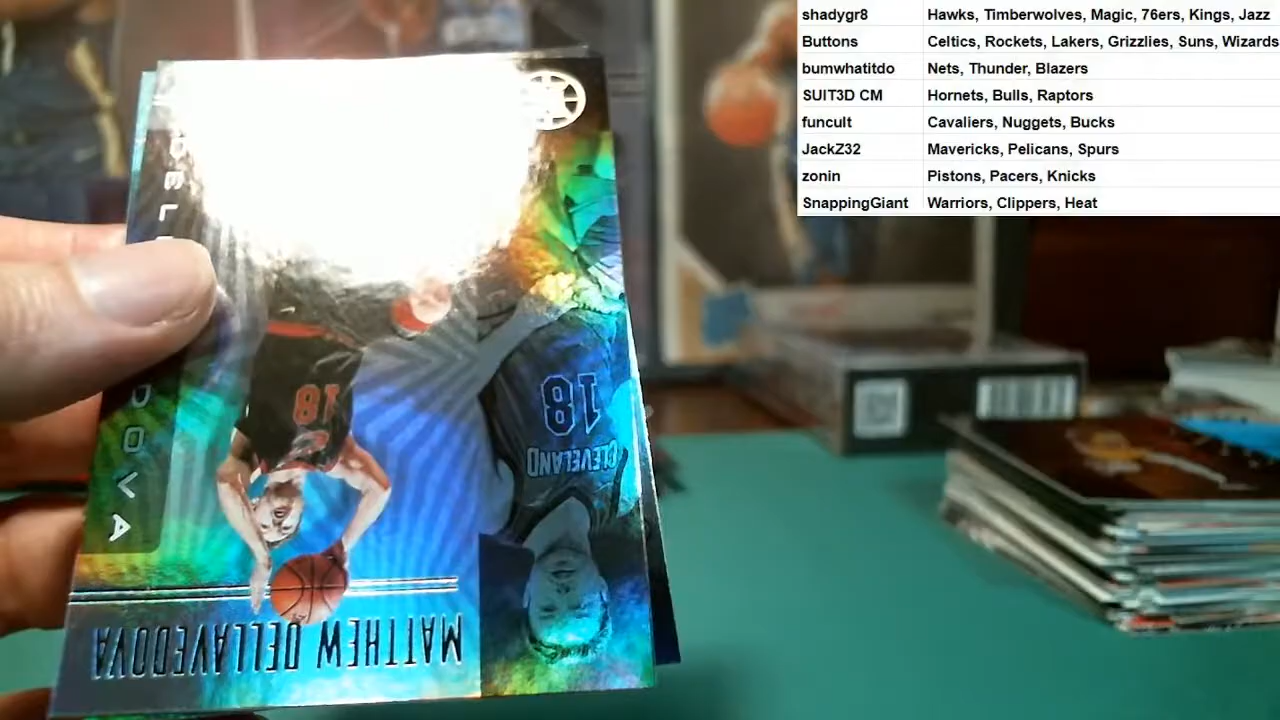 shadygr8 Hawks, Timberwolves, Magic, 76ers, Kings, Jazz
Buttons Celtics, Rockets, Lakers, Grizzlies, Suns, Wizards
bumwhatitdo Nets, Thunder, Blazers
SUIT3D CM Hornets, Bulls, Raptors
funcult Cavaliers, Nuggets, Bucks
JackZ32 Mavericks, Pelicans, Spurs
zonin Pistons, Pacers, Knicks
SnappingGiant Warriors, Clippers, Heat
MATTHEW DELLAVEDOVA
CLEVELAND
18
18